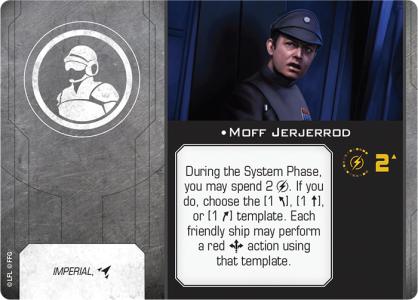 • MOFF JERJERROD
During the System Phase,
you may spend 2 . If you
do, choose the [1 ↰], [1 ↑],
or [1 ↱] template. Each
friendly ship may perform
a red action using
that template.
2
IMPERIAL,
© LFL © FFG